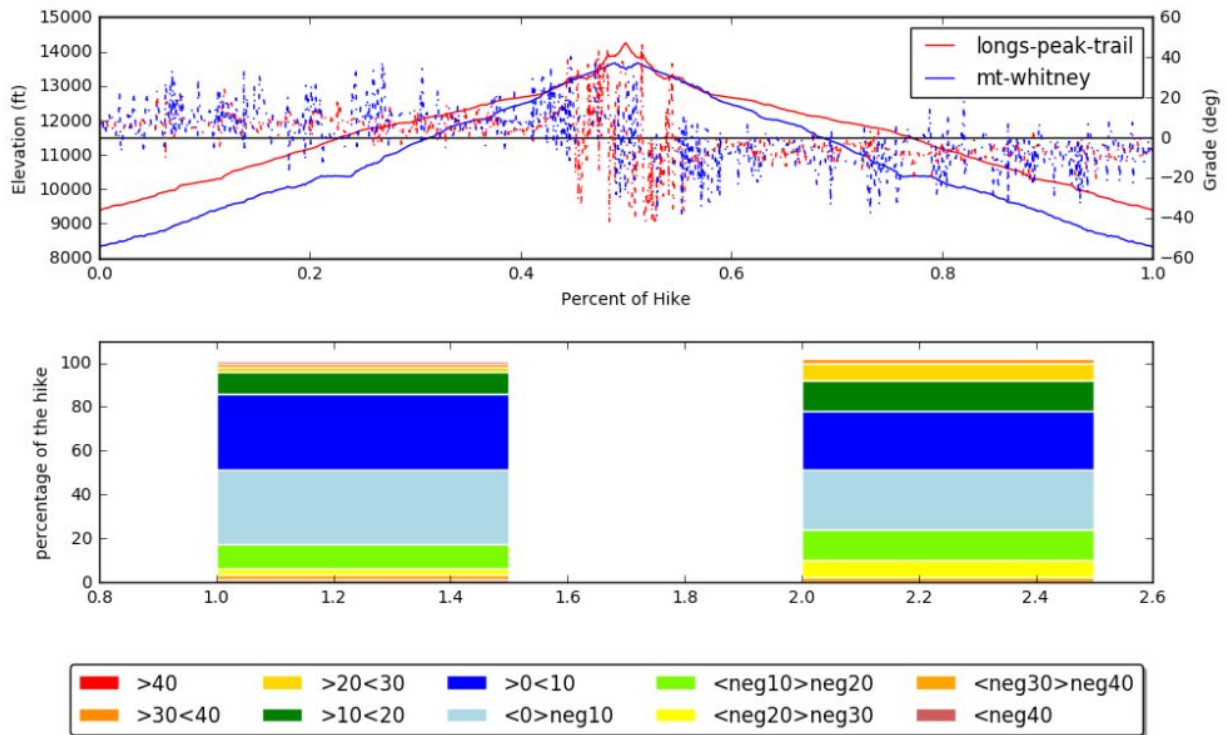 15000
14000
13000
12000
11000
10000
9000
8000
Elevation (ft)
longs-peak-trail
mt-whitney
60
40
20
0
−20
−40
−60
Grade (deg)
0.0 0.2 0.4 0.6 0.8 1.0
Percent of Hike
100
80
60
40
20
0
percentage of the hike
0.8 1.0 1.2 1.4 1.6 1.8 2.0 2.2 2.4 2.6
>40 >20<30 >0<10 <neg10>neg20 <neg30>neg40
>30<40 >10<20 <0>neg10 <neg20>neg30 <neg40